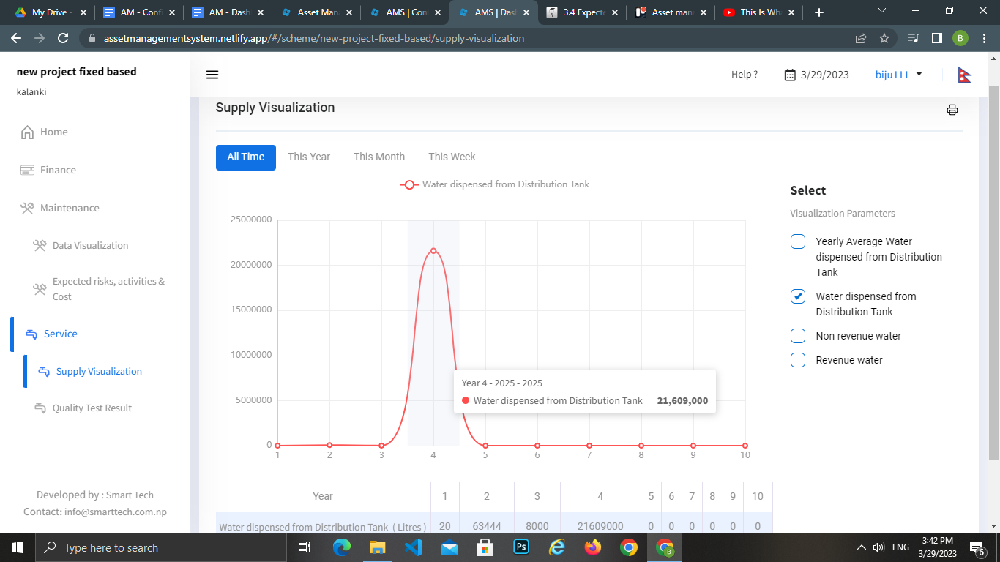 My Drive -
AM - Confi
AM - Dash
Asset Man
AMS | Con
AMS | Das
3.4 Expecte
Asset man
This Is Wha
assetmanagementsystem.netlify.app/#/scheme/new-project-fixed-based/supply-visualization
B
new project fixed based
kalanki
Help ?
3/29/2023
biju111
Home
Finance
Maintenance
Data Visualization
Expected risks, activities &
Cost
Service
Supply Visualization
Quality Test Result
Developed by : Smart Tech
Contact: info@smarttech.com.np
Supply Visualization
All Time
This Year
This Month
This Week
Water dispensed from Distribution Tank
25000000
20000000
15000000
10000000
5000000
0
1 2 3 4 5 6 7 8 9 10
Year 4 - 2025 - 2025
Water dispensed from Distribution Tank 21,609,000
Select
Visualization Parameters
Yearly Average Water
dispensed from Distribution
Tank
Water dispensed from
Distribution Tank
Non revenue water
Revenue water
Year 1 2 3 4 5 6 7 8 9 10
Water dispensed from Distribution Tank ( Litres ) 20 63444 8000 21609000 0 0 0 0 0 0
Type here to search
Ps
B
ENG
3:42 PM
3/29/2023
6